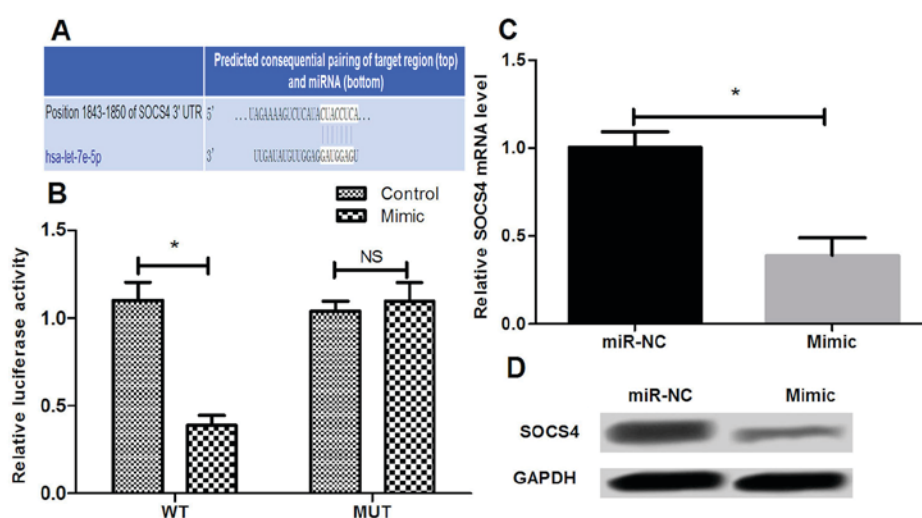 A
Predicted consequential pairing of target region (top)
and miRNA (bottom)
Position 1843-1850 of SOCS4 3' UTR 5' ...UAGAAAAGUCUCAUACUACCUCA...
hsa-let-7e-5p 3' UUGAUAUGUUGGAGGAUGGAGU
B
Control
Mimic
Relative luciferase activity
1.5
1.0
0.5
0.0
*
NS
WT MUT
C
Relative SOCS4 mRNA level
1.5
1.0
0.5
0.0
*
miR-NC Mimic
D
miR-NC Mimic
SOCS4
GAPDH